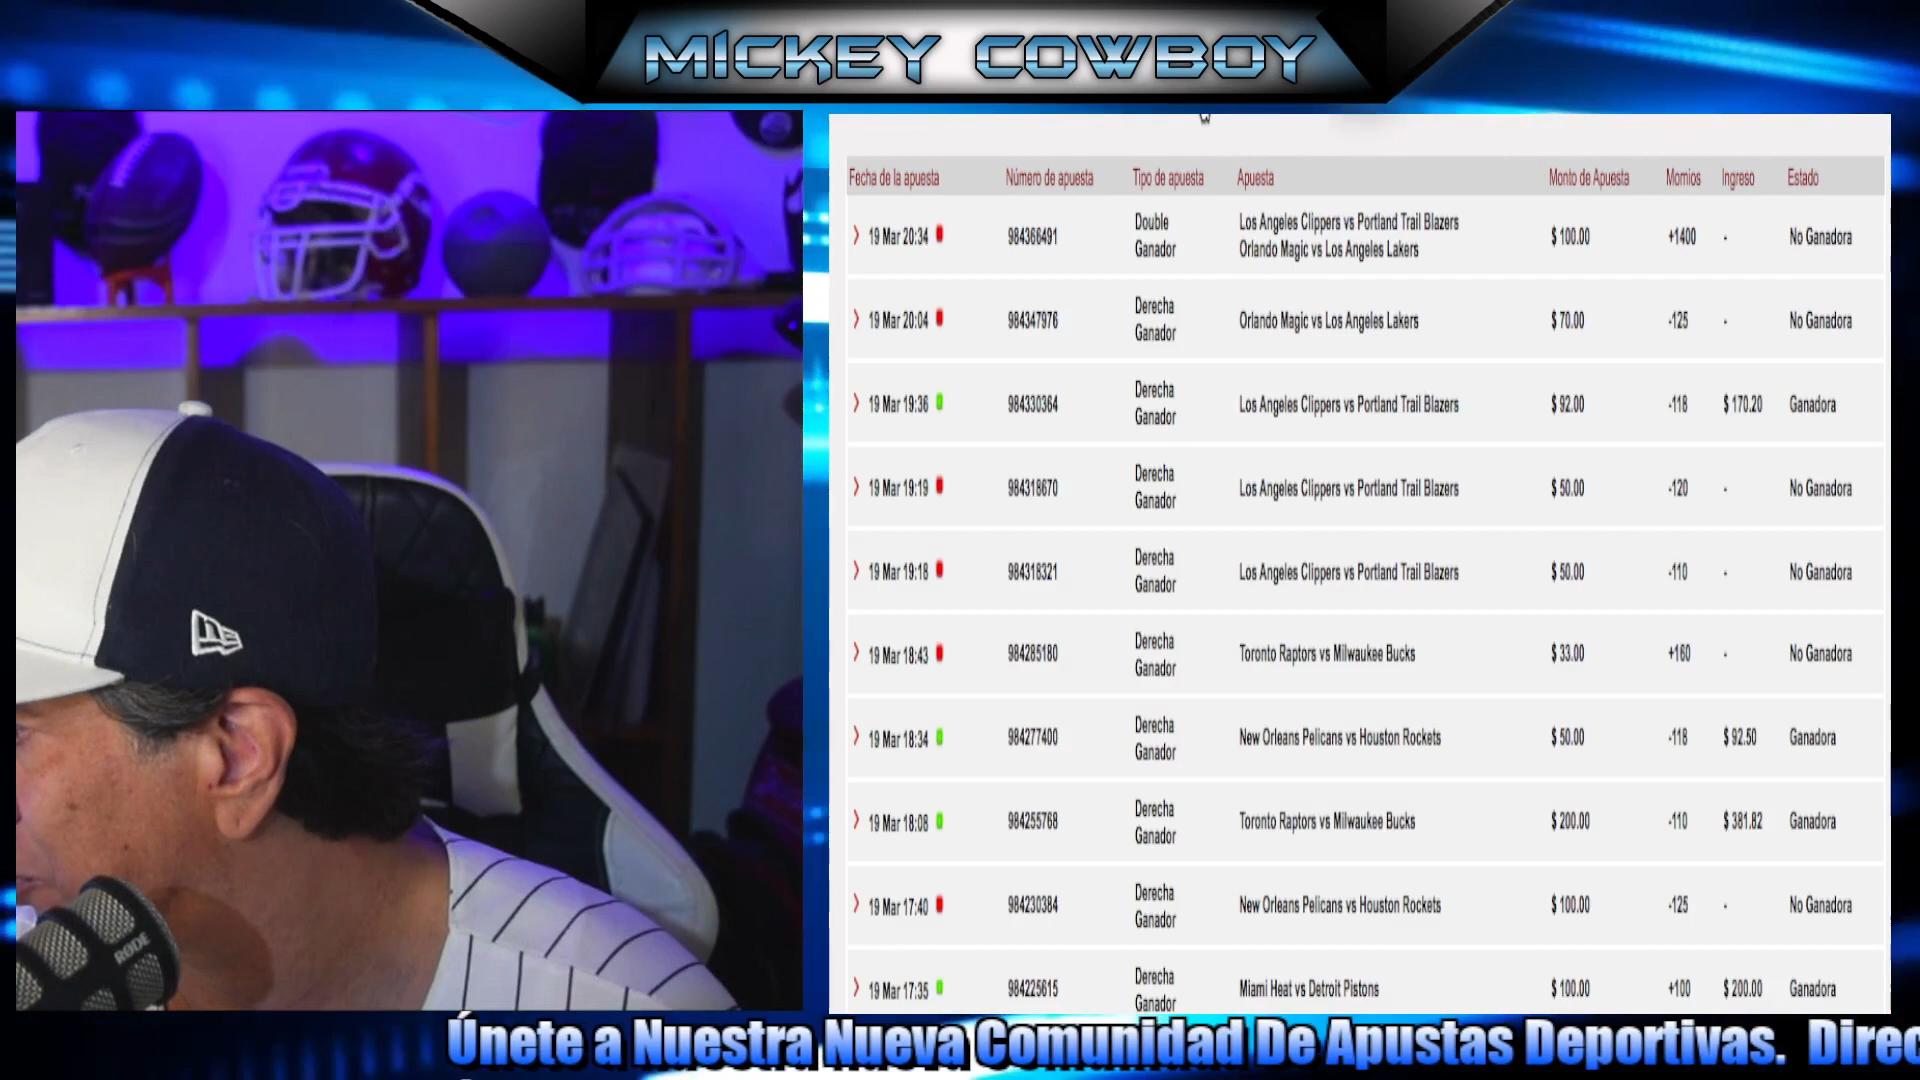 MICKEY COWBOY
Fecha de la apuesta Número de apuesta Tipo de apuesta Apuesta Monto de Apuesta Momios Ingreso Estado
19 Mar 20:34 984366491 Double Ganador Los Angeles Clippers vs Portland Trail Blazers $ 100.00 +1400 - No Ganadora
Orlando Magic vs Los Angeles Lakers
19 Mar 20:04 984347976 Derecha Ganador Orlando Magic vs Los Angeles Lakers $ 70.00 -125 - No Ganadora
19 Mar 19:36 984330364 Derecha Ganador Los Angeles Clippers vs Portland Trail Blazers $ 92.00 -118 $ 170.20 Ganadora
19 Mar 19:19 984318670 Derecha Ganador Los Angeles Clippers vs Portland Trail Blazers $ 50.00 -120 - No Ganadora
19 Mar 19:18 984318321 Derecha Ganador Los Angeles Clippers vs Portland Trail Blazers $ 50.00 -110 - No Ganadora
19 Mar 18:43 984285180 Derecha Ganador Toronto Raptors vs Milwaukee Bucks $ 33.00 +160 - No Ganadora
19 Mar 18:34 984277400 Derecha Ganador New Orleans Pelicans vs Houston Rockets $ 50.00 -118 $ 92.50 Ganadora
19 Mar 18:08 984255768 Derecha Ganador Toronto Raptors vs Milwaukee Bucks $ 200.00 -110 $ 381.82 Ganadora
19 Mar 17:40 984230384 Derecha Ganador New Orleans Pelicans vs Houston Rockets $ 100.00 -125 - No Ganadora
19 Mar 17:35 984225615 Derecha Ganador Miami Heat vs Detroit Pistons $ 100.00 +100 $ 200.00 Ganadora
RODE
Únete a Nuestra Nueva Comunidad De Apustas Deportivas. Direc